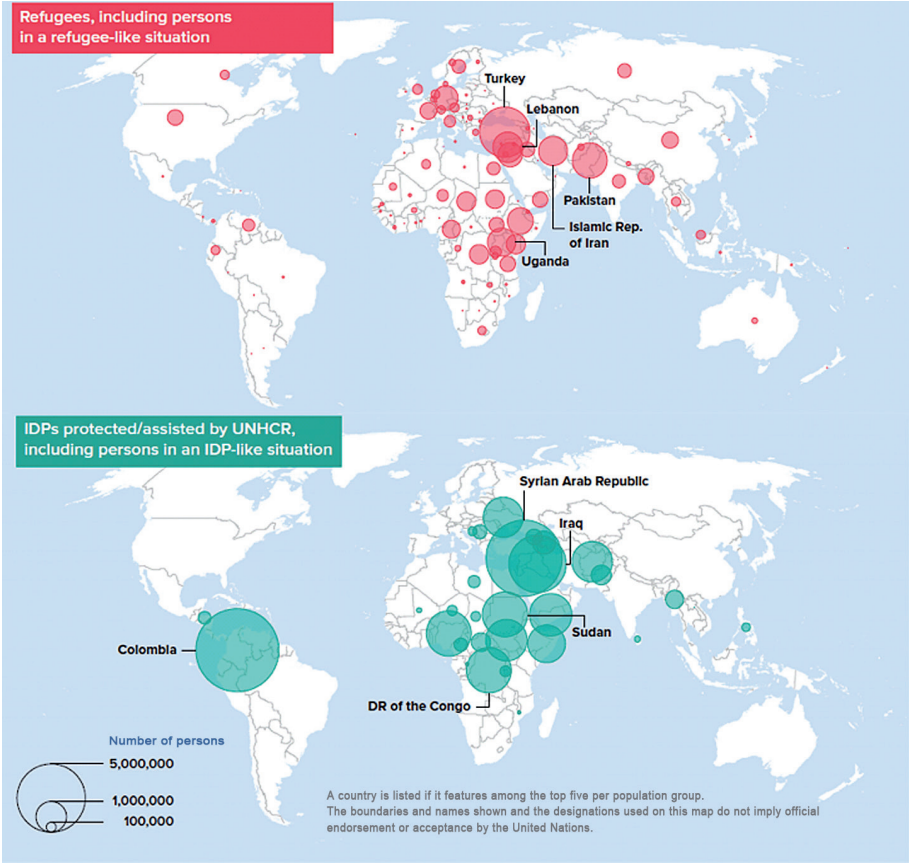 Refugees, including persons
in a refugee-like situation
Turkey
Lebanon
Pakistan
Islamic Rep.
of Iran
Uganda
IDPs protected/assisted by UNHCR,
including persons in an IDP-like situation
Syrian Arab Republic
Iraq
Sudan
Colombia
DR of the Congo
Number of persons
5,000,000
1,000,000
100,000
A country is listed if it features among the top five per population group.
The boundaries and names shown and the designations used on this map do not imply official
endorsement or acceptance by the United Nations.